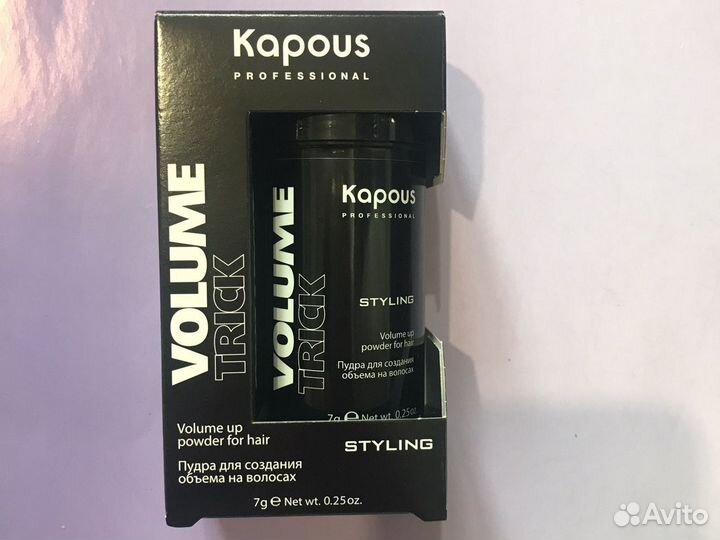 Kapous
PROFESSIONAL
VOLUME
TRICK
Volume up
powder for hair
Пудра для создания
объема на волосах
STYLING
7g ℮ Net wt. 0.25 oz.
Kapous
PROFESSIONAL
VOLUME
TRICK
STYLING
Volume up
powder for hair
Пудра для создания
объема на волосах
7g ℮ Net wt. 0.25oz.
Avito